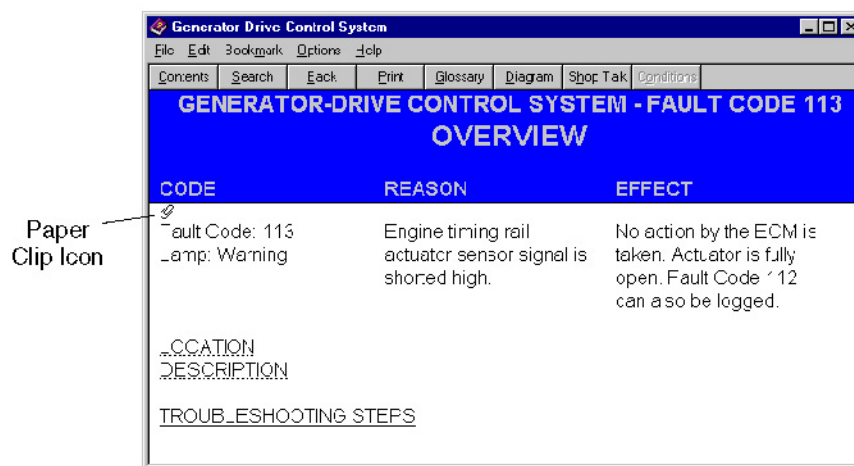 Generator Drive Control System
File Edit Bookmark Options Help
Contents Search Back Print Glossary Diagram Shop Talk Conditions
GENERATOR-DRIVE CONTROL SYSTEM - FAULT CODE 113
OVERVIEW
CODE REASON EFFECT
Paper
Clip Icon
Fault Code: 113
Lamp: Warning
Engine timing rail
actuator sensor signal is
shorted high.
No action by the ECM is
taken. Actuator is fully
open. Fault Code 112
can also be logged.
LOCATION
DESCRIPTION
TROUBLESHOOTING STEPS